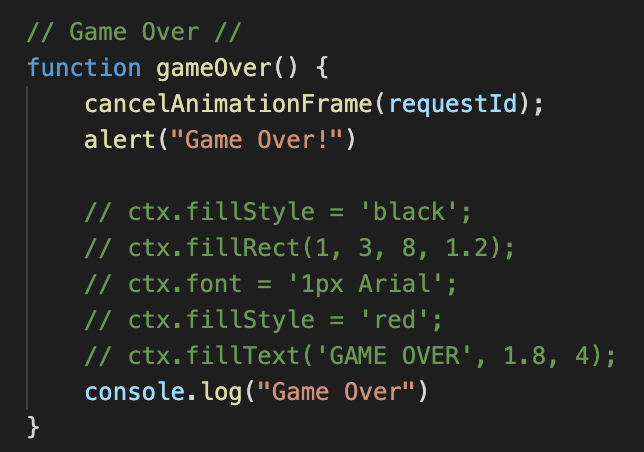 // Game Over //
function gameOver() {
    cancelAnimationFrame(requestId);
    alert("Game Over!")

    // ctx.fillStyle = 'black';
    // ctx.fillRect(1, 3, 8, 1.2);
    // ctx.font = '1px Arial';
    // ctx.fillStyle = 'red';
    // ctx.fillText('GAME OVER', 1.8, 4);
    console.log("Game Over")
}